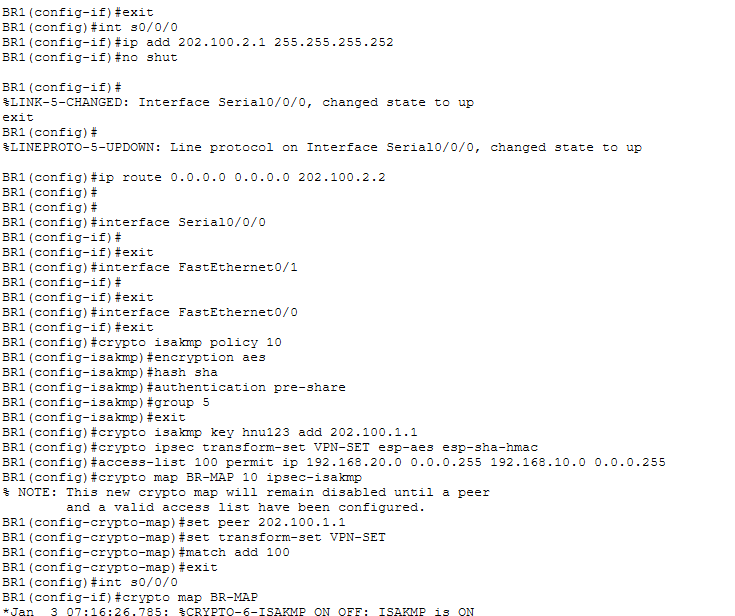 BR1(config-if)#exit
BR1(config)#int s0/0/0
BR1(config-if)#ip add 202.100.2.1 255.255.255.252
BR1(config-if)#no shut
BR1(config-if)#
%LINK-5-CHANGED: Interface Serial0/0/0, changed state to up
exit
BR1(config)#
%LINEPROTO-5-UPDOWN: Line protocol on Interface Serial0/0/0, changed state to up
BR1(config)#ip route 0.0.0.0 0.0.0.0 202.100.2.2
BR1(config)#
BR1(config)#
BR1(config)#interface Serial0/0/0
BR1(config-if)#
BR1(config-if)#exit
BR1(config)#interface FastEthernet0/1
BR1(config-if)#
BR1(config-if)#exit
BR1(config)#interface FastEthernet0/0
BR1(config-if)#exit
BR1(config)#crypto isakmp policy 10
BR1(config-isakmp)#encryption aes
BR1(config-isakmp)#hash sha
BR1(config-isakmp)#authentication pre-share
BR1(config-isakmp)#group 5
BR1(config-isakmp)#exit
BR1(config)#crypto isakmp key hnu123 add 202.100.1.1
BR1(config)#crypto ipsec transform-set VPN-SET esp-aes esp-sha-hmac
BR1(config)#access-list 100 permit ip 192.168.20.0 0.0.0.255 192.168.10.0 0.0.0.255
BR1(config)#crypto map BR-MAP 10 ipsec-isakmp
% NOTE: This new crypto map will remain disabled until a peer
and a valid access list have been configured.
BR1(config-crypto-map)#set peer 202.100.1.1
BR1(config-crypto-map)#set transform-set VPN-SET
BR1(config-crypto-map)#match add 100
BR1(config-crypto-map)#exit
BR1(config)#int s0/0/0
BR1(config-if)#crypto map BR-MAP
*Jan  3 07:16:26.785: %CRYPTO-6-ISAKMP_ON_OFF: ISAKMP is ON